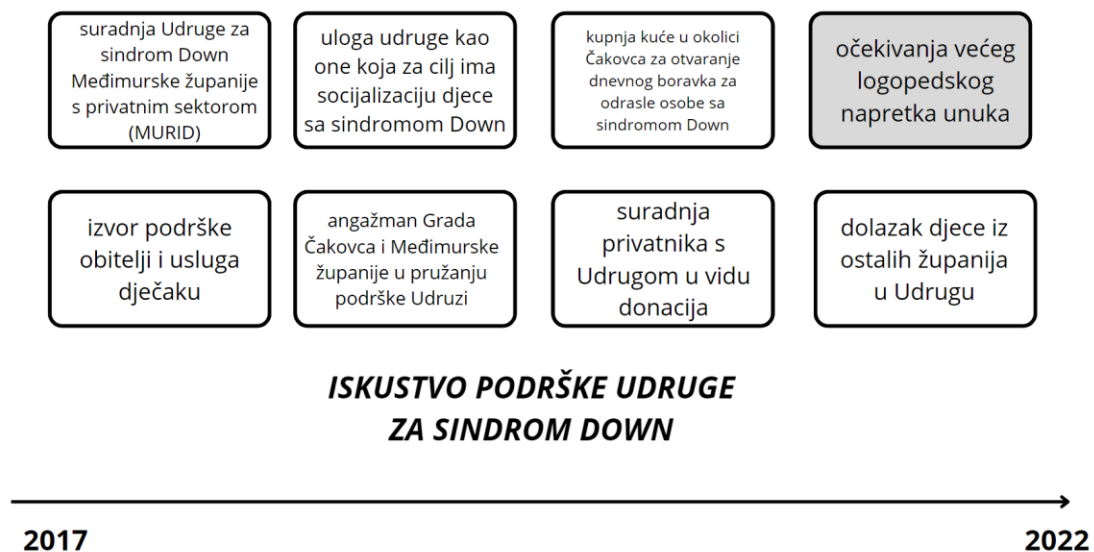 suradnja Udruge za
sindrom Down
Međimurske županije
s privatnim sektorom
(MURID)
uloga udruge kao
one koja za cilj ima
socijalizaciju djece
sa sindromom Down
kupnja kuće u okolici
Čakovca za otvaranje
dnevnog boravka za
odrasle osobe sa
sindromom Down
očekivanja većeg
logopedskog
napretka unuka
izvor podrške
obitelji i usluga
dječaku
angažman Grada
Čakovca i Međimurske
županije u pružanju
podrške Udruzi
suradnja
privatnika s
Udrugom u vidu
donacija
dolazak djece iz
ostalih županija
u Udrugu
ISKUSTVO PODRŠKE UDRUGE
ZA SINDROM DOWN
2017
2022